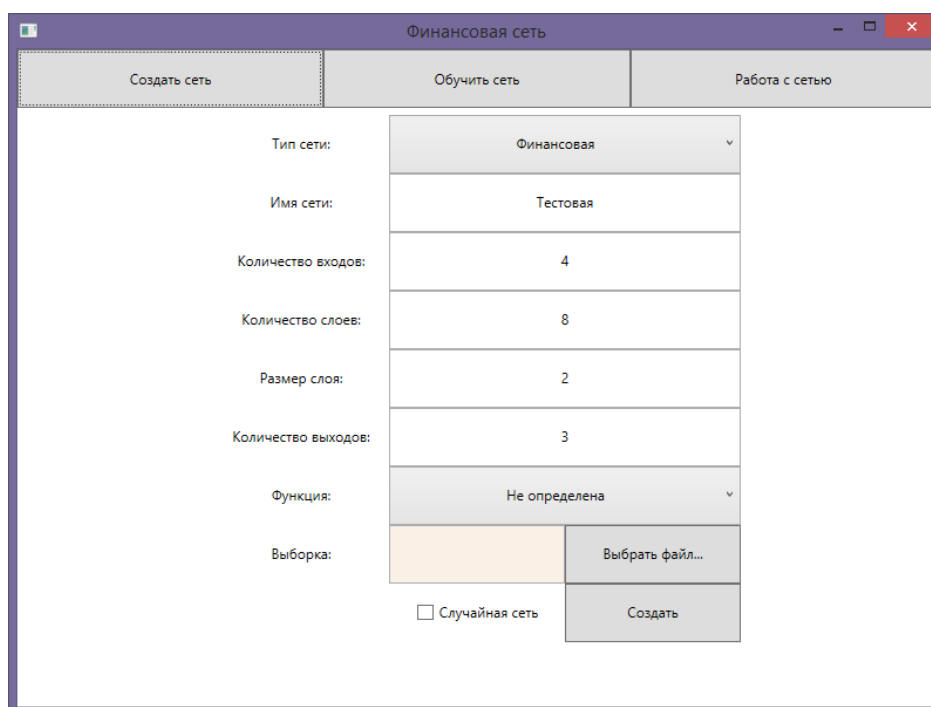 Финансовая сеть
Создать сеть Обучить сеть Работа с сетью
Тип сети: Финансовая
Имя сети: Тестовая
Количество входов: 4
Количество слоев: 8
Размер слоя: 2
Количество выходов: 3
Функция: Не определена
Выборка: Выбрать файл...
Случайная сеть Создать